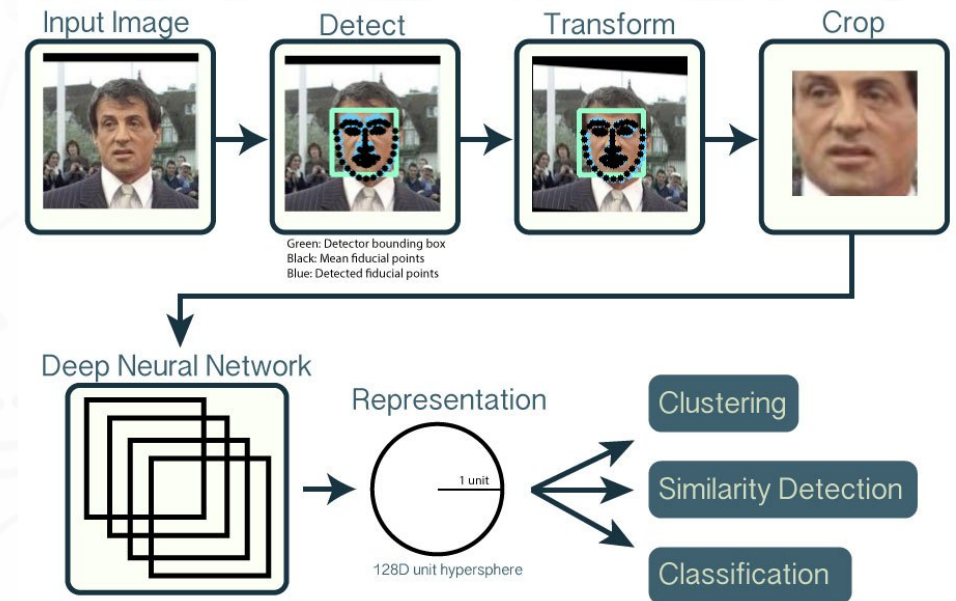 Input Image
Detect
Transform
Crop
Green: Detector bounding box
Black: Mean fiducial points
Blue: Detected fiducial points
Deep Neural Network
Representation
1 unit
128D unit hypersphere
Clustering
Similarity Detection
Classification